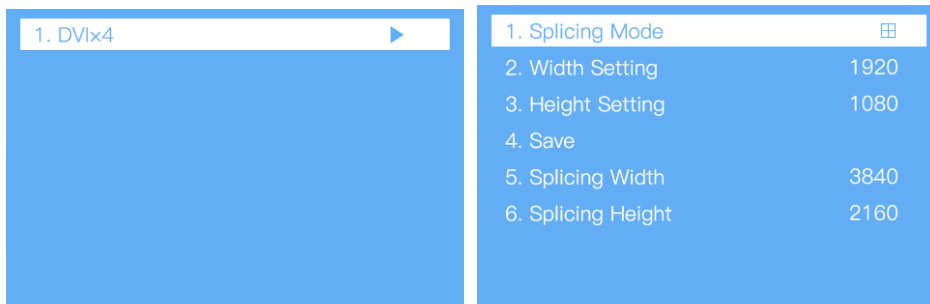 1. DVI×4
1. Splicing Mode
2. Width Setting 1920
3. Height Setting 1080
4. Save
5. Splicing Width 3840
6. Splicing Height 2160